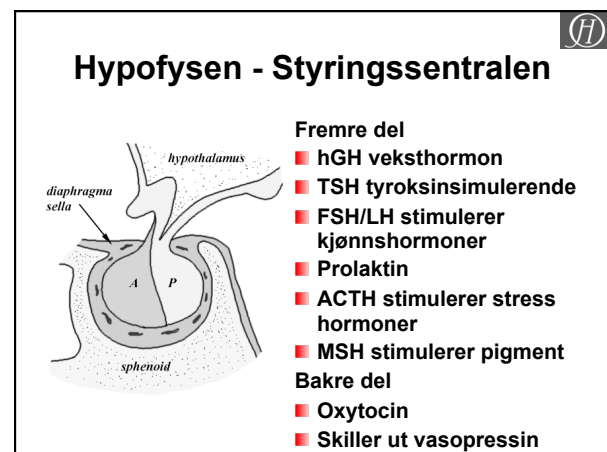 H
Hypofysen - Styringssentralen
hypothalamus
diaphragma
sella
A
P
sphenoid
Fremre del
hGH veksthormon
TSH tyroksinsimulerende
FSH/LH stimulerer
kjønnshormoner
Prolaktin
ACTH stimulerer stress
hormoner
MSH stimulerer pigment
Bakre del
Oxytocin
Skiller ut vasopressin